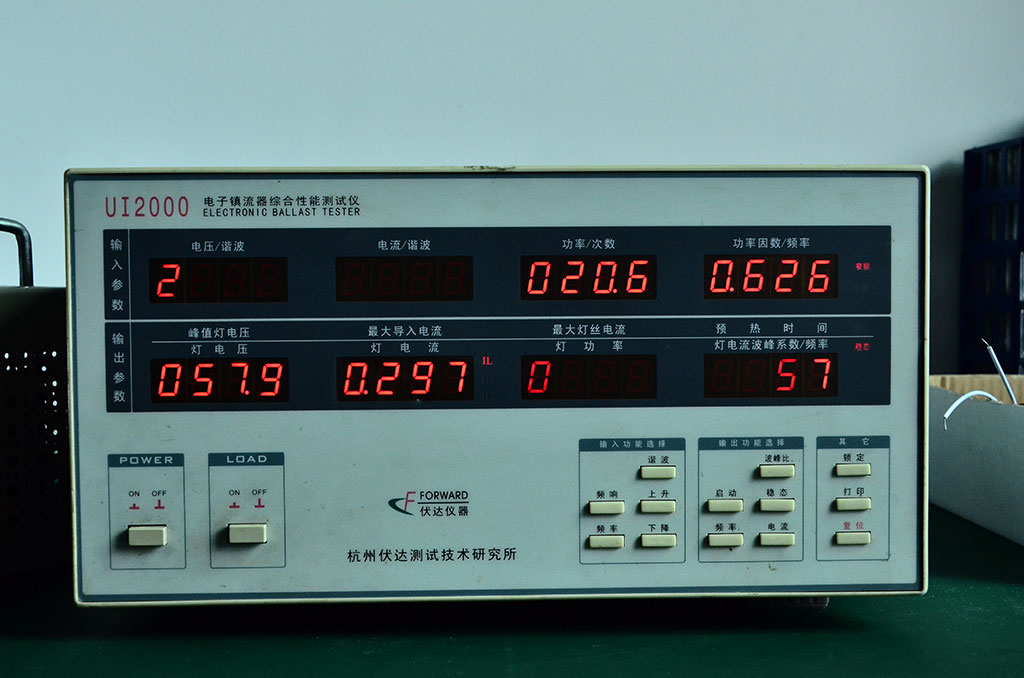 UI2000
电子镇流器综合性能测试仪
ELECTRONIC BALLAST TESTER
输入参数
电压/谐波
电流/谐波
功率/次数
功率因数/频率
2
020.6
0.626
音频
输出参数
峰值灯电压
最大导入电流
最大灯丝电流
预热时间
灯电压
灯电流
灯功率
灯电流波峰系数/频率
稳态
057.9
0.297
IL
0
57
POWER
ON OFF
LOAD
ON OFF
FORWARD
伏达仪器
杭州伏达测试技术研究所
输入功能选择
谐波
频响
上升
频率
下降
输出功能选择
波峰比
启动
稳态
频率
电流
其它
锁定
打印
复位